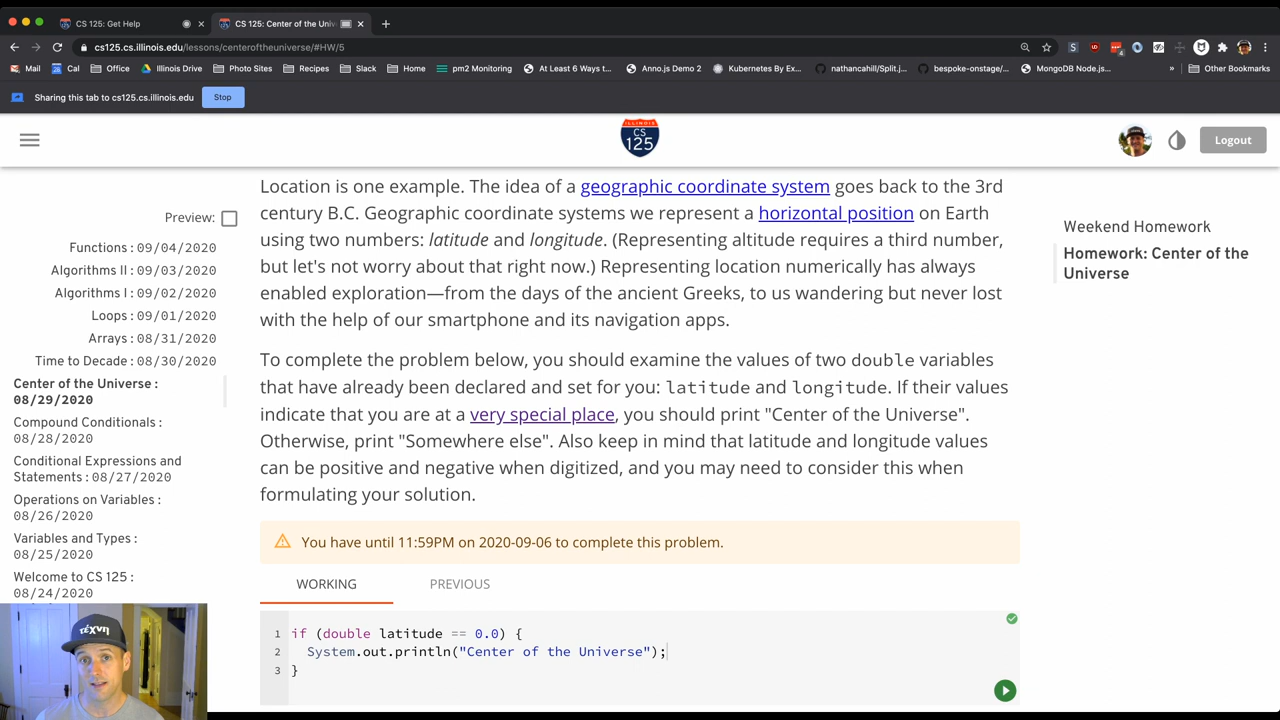 CS 125: Get Help
CS 125: Center of the Univ
cs125.cs.illinois.edu/lessons/centeroftheuniverse/#HW/5
Mail
Cal
Office
Illinois Drive
Photo Sites
Recipes
Slack
Home
pm2 Monitoring
At Least 6 Ways t...
Anno.js Demo 2
Kubernetes By Ex...
nathancahill/Split.j...
bespoke-onstage/...
MongoDB Node.js...
»
Other Bookmarks
Sharing this tab to cs125.cs.illinois.edu
Stop
ILLINOIS
CS
125
Logout
Preview:
Functions : 09/04/2020
Algorithms II : 09/03/2020
Algorithms I : 09/02/2020
Loops : 09/01/2020
Arrays : 08/31/2020
Time to Decade : 08/30/2020
Center of the Universe :
08/29/2020
Compound Conditionals :
08/28/2020
Conditional Expressions and
Statements : 08/27/2020
Operations on Variables :
08/26/2020
Variables and Types :
08/25/2020
Welcome to CS 125 :
08/24/2020
Location is one example. The idea of a geographic coordinate system goes back to the 3rd
century B.C. Geographic coordinate systems we represent a horizontal position on Earth
using two numbers: latitude and longitude. (Representing altitude requires a third number,
but let's not worry about that right now.) Representing location numerically has always
enabled exploration—from the days of the ancient Greeks, to us wandering but never lost
with the help of our smartphone and its navigation apps.
To complete the problem below, you should examine the values of two double variables
that have already been declared and set for you: latitude and longitude. If their values
indicate that you are at a very special place, you should print "Center of the Universe".
Otherwise, print "Somewhere else". Also keep in mind that latitude and longitude values
can be positive and negative when digitized, and you may need to consider this when
formulating your solution.
You have until 11:59PM on 2020-09-06 to complete this problem.
WORKING
PREVIOUS
1 if (double latitude == 0.0) {
2 System.out.println("Center of the Universe");
3 }
Weekend Homework
Homework: Center of the
Universe
τέχνη